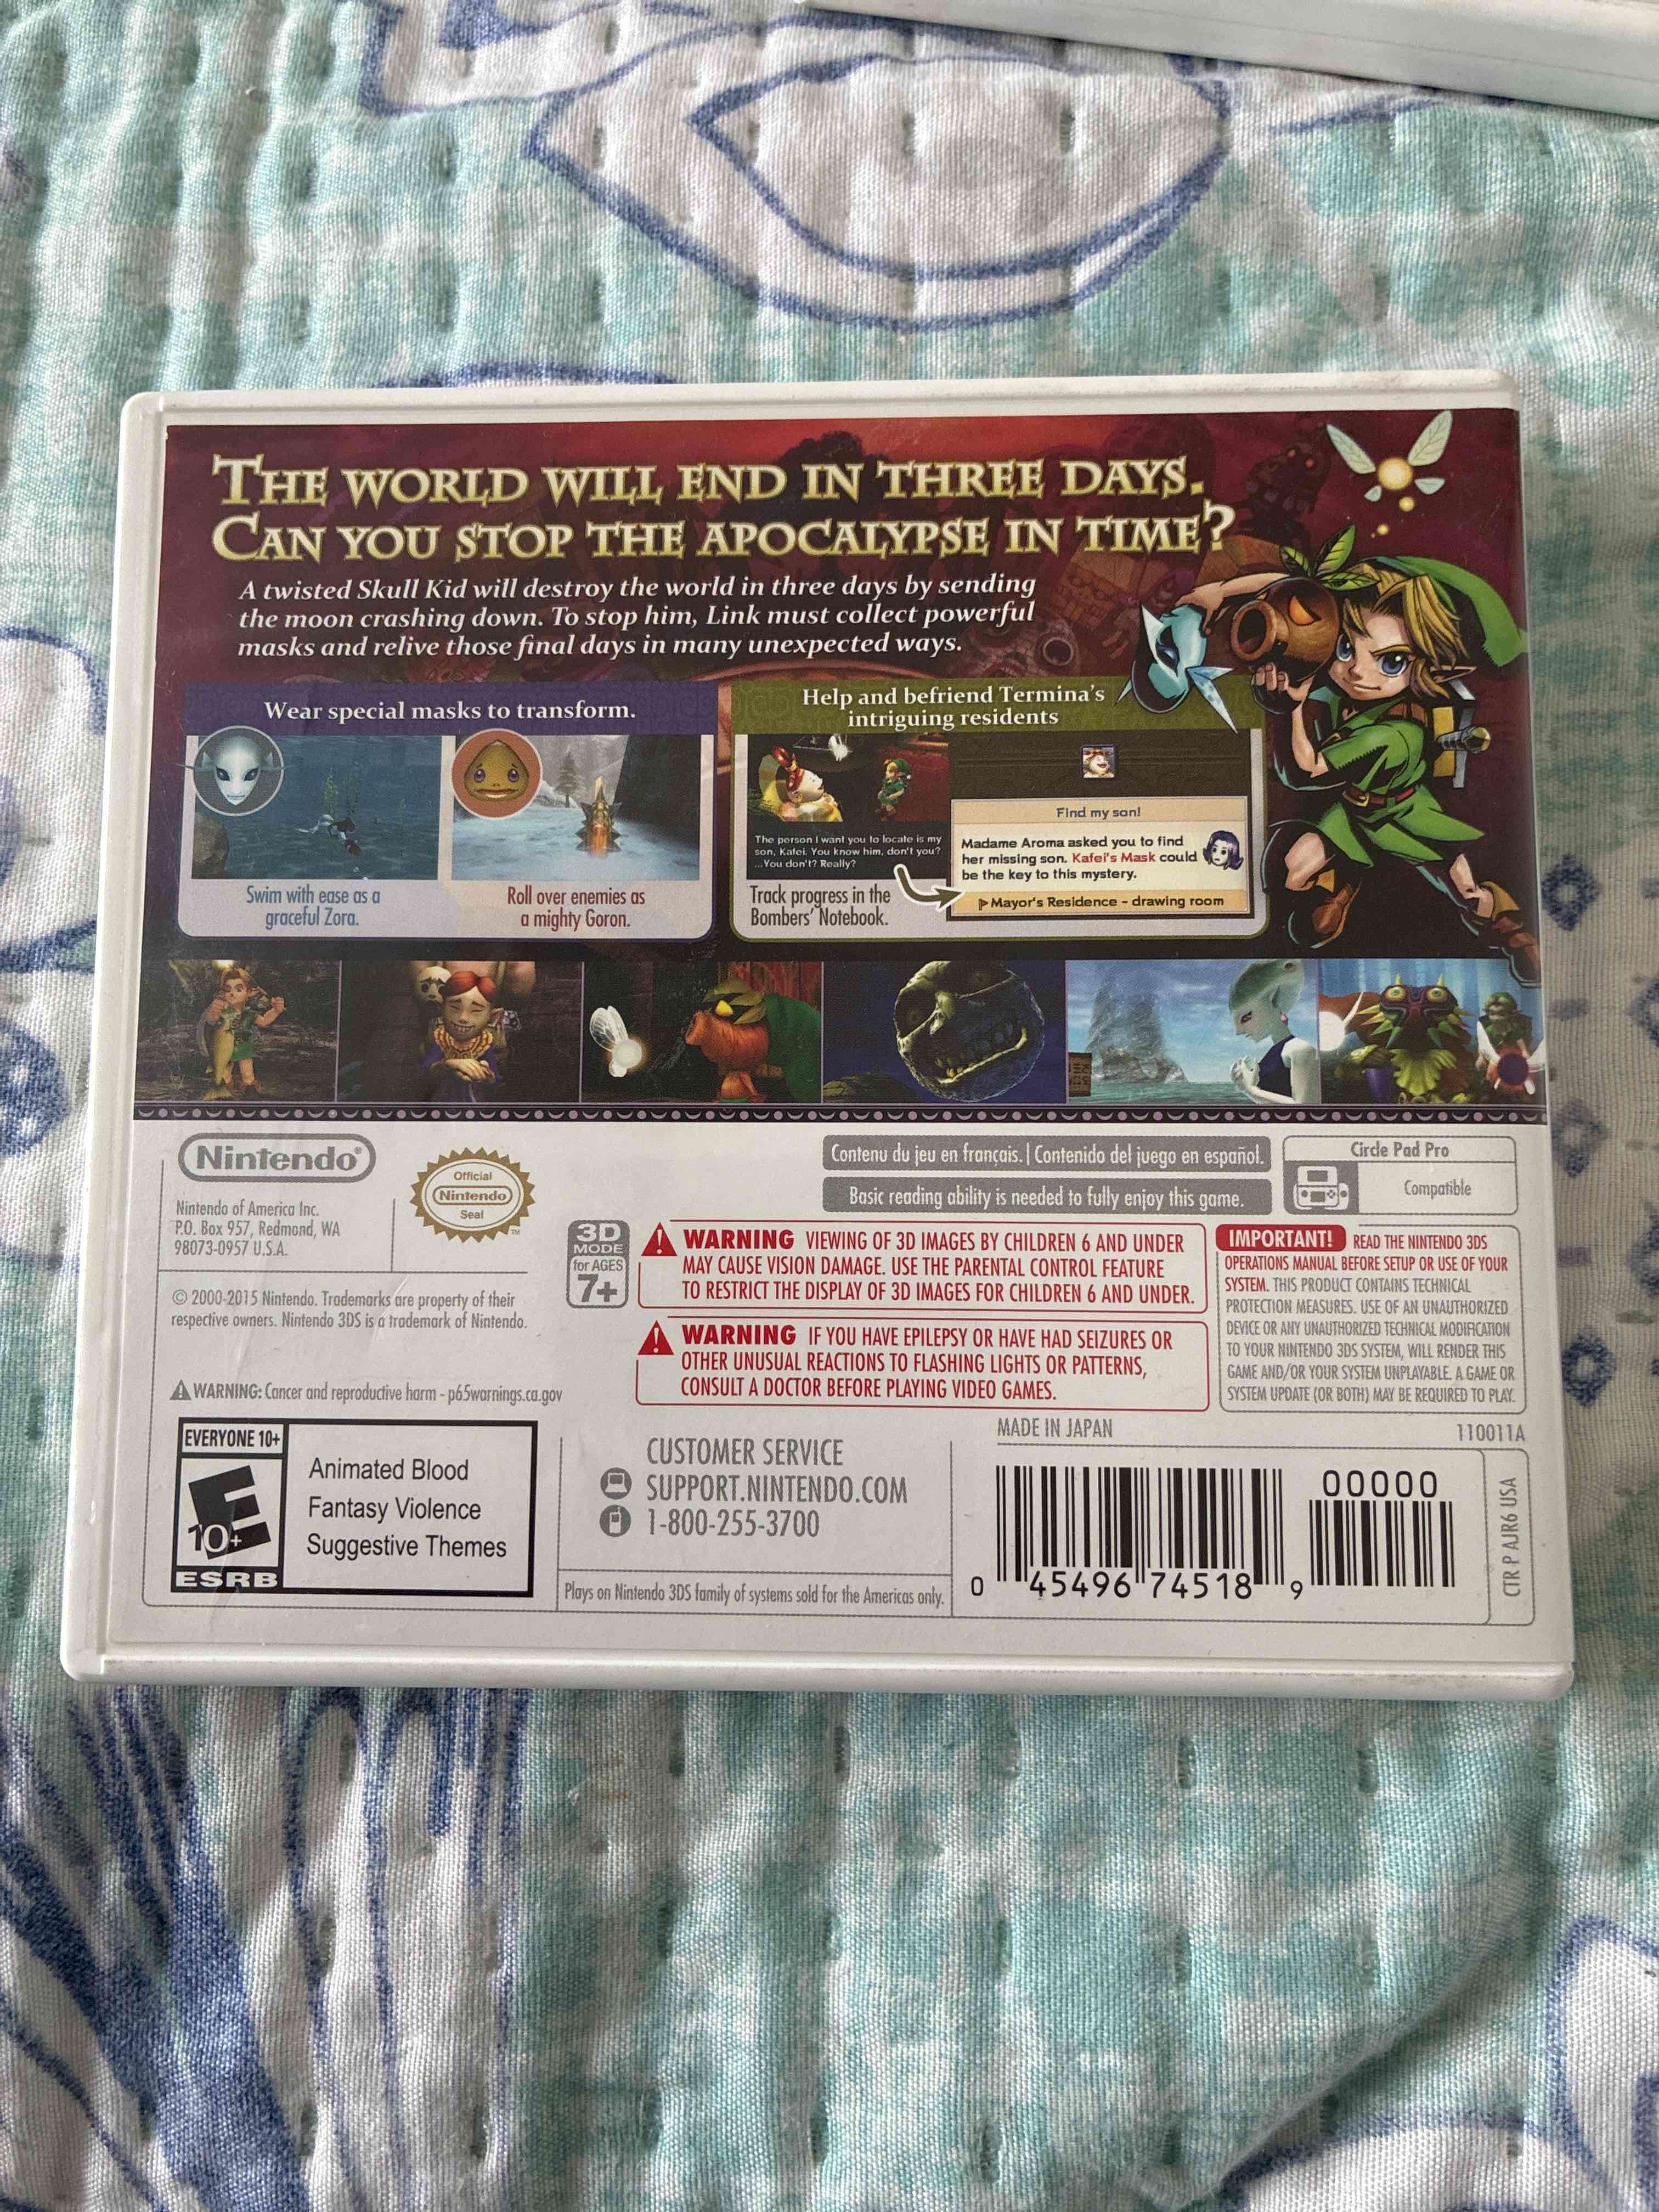 THE WORLD WILL END IN THREE DAYS.
CAN YOU STOP THE APOCALYPSE IN TIME?
A twisted Skull Kid will destroy the world in three days by sending
the moon crashing down. To stop him, Link must collect powerful
masks and relive those final days in many unexpected ways.
Wear special masks to transform.
Swim with ease as a
graceful Zora.
Roll over enemies as
a mighty Goron.
Help and befriend Termina's
intriguing residents
The person I want you to locate is my
son, Kafei. You know him, don't you?
...You don't? Really?
Track progress in the
Bombers' Notebook.
Find my son!
Madame Aroma asked you to find
her missing son. Kafei's Mask could
be the key to this mystery.
Mayor's Residence - drawing room
Nintendo®
Nintendo of America Inc.
P.O. Box 957, Redmond, WA
98073-0957 U.S.A.
Official
Nintendo
Seal
TM
© 2000-2015 Nintendo. Trademarks are property of their
respective owners. Nintendo 3DS is a trademark of Nintendo.
WARNING: Cancer and reproductive harm - p65warnings.ca.gov
Contenu du jeu en français. | Contenido del juego en español.
Basic reading ability is needed to fully enjoy this game.
Circle Pad Pro
Compatible
3D
MODE
for AGES
7+
WARNING VIEWING OF 3D IMAGES BY CHILDREN 6 AND UNDER
MAY CAUSE VISION DAMAGE. USE THE PARENTAL CONTROL FEATURE
TO RESTRICT THE DISPLAY OF 3D IMAGES FOR CHILDREN 6 AND UNDER.
WARNING IF YOU HAVE EPILEPSY OR HAVE HAD SEIZURES OR
OTHER UNUSUAL REACTIONS TO FLASHING LIGHTS OR PATTERNS,
CONSULT A DOCTOR BEFORE PLAYING VIDEO GAMES.
IMPORTANT! READ THE NINTENDO 3DS
OPERATIONS MANUAL BEFORE SETUP OR USE OF YOUR
SYSTEM. THIS PRODUCT CONTAINS TECHNICAL
PROTECTION MEASURES. USE OF AN UNAUTHORIZED
DEVICE OR ANY UNAUTHORIZED TECHNICAL MODIFICATION
TO YOUR NINTENDO 3DS SYSTEM, WILL RENDER THIS
GAME AND/OR YOUR SYSTEM UNPLAYABLE. A GAME OR
SYSTEM UPDATE (OR BOTH) MAY BE REQUIRED TO PLAY.
EVERYONE 10+
E
10+
ESRB
Animated Blood
Fantasy Violence
Suggestive Themes
CUSTOMER SERVICE
SUPPORT.NINTENDO.COM
1-800-255-3700
Plays on Nintendo 3DS family of systems sold for the Americas only.
MADE IN JAPAN
110011A
00000
0 45496 74518 9
CTR P AJR6 USA